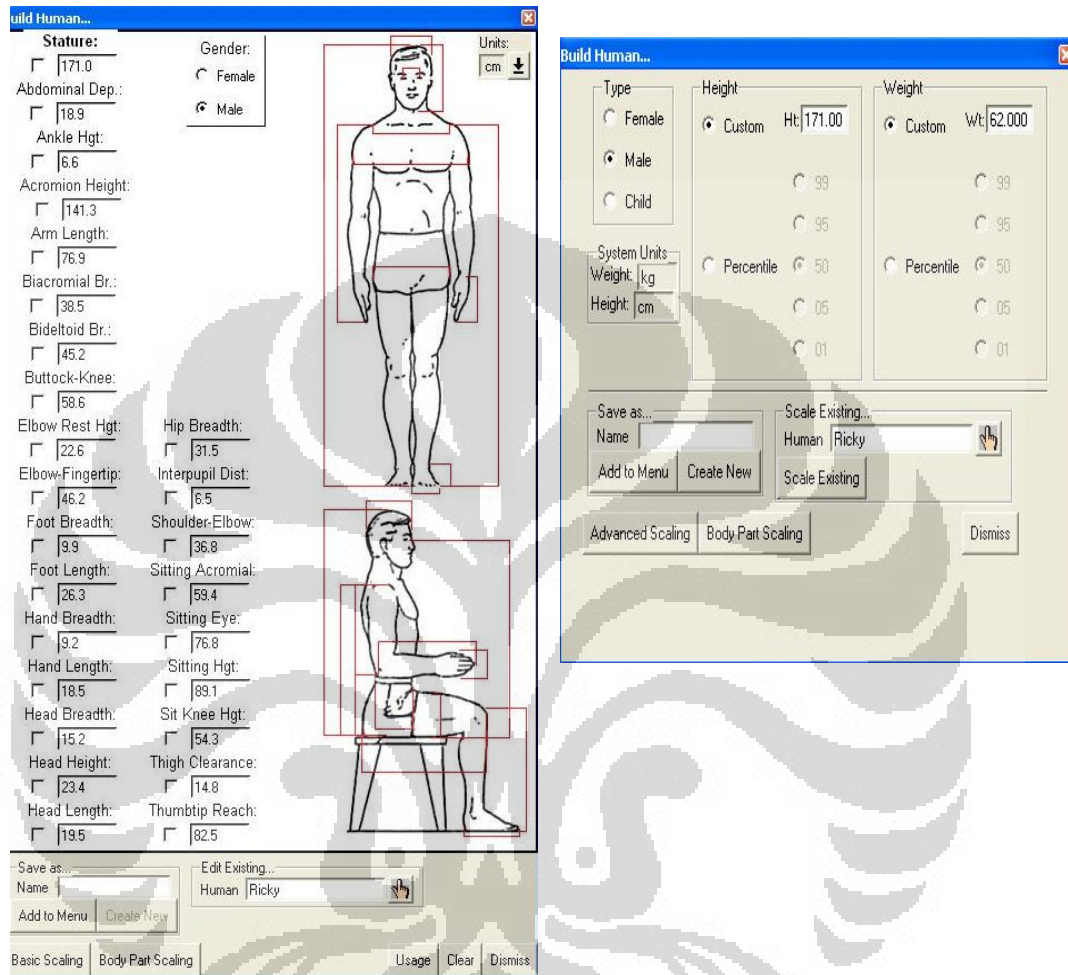 uild Human...
Stature:
171.0
Abdominal Dep.:
18.9
Ankle Hgt:
6.6
Acromion Height:
141.3
Arm Length:
76.9
Biacromial Br.:
38.5
Bideltoid Br.:
45.2
Buttock-Knee:
58.6
Elbow Rest Hgt:
22.6
Elbow-Fingertip:
46.2
Foot Breadth:
9.9
Foot Length:
26.3
Hand Breadth:
9.2
Hand Length:
18.5
Head Breadth:
15.2
Head Height:
23.4
Head Length:
19.5
Hip Breadth:
31.5
Interpupil Dist:
6.5
Shoulder-Elbow:
36.8
Sitting Acromial:
59.4
Sitting Eye:
76.8
Sitting Hgt:
89.1
Sit Knee Hgt:
54.3
Thigh Clearance:
14.8
Thumbtip Reach:
82.5
Gender:
Female
Male
Units:
cm
Save as...
Name
Add to Menu Create New
Edit Existing...
Human Ricky
Basic Scaling Body Part Scaling Usage Clear Dismiss
Build Human...
Type
Female
Male
Child
System Units
Weight: kg
Height: cm
Height
Custom Ht: 171.00
99
95
Percentile 50
05
01
Weight
Custom Wt: 62.000
99
95
Percentile 50
05
01
Save as...
Name
Add to Menu Create New
Scale Existing...
Human Ricky
Scale Existing
Advanced Scaling Body Part Scaling Dismiss